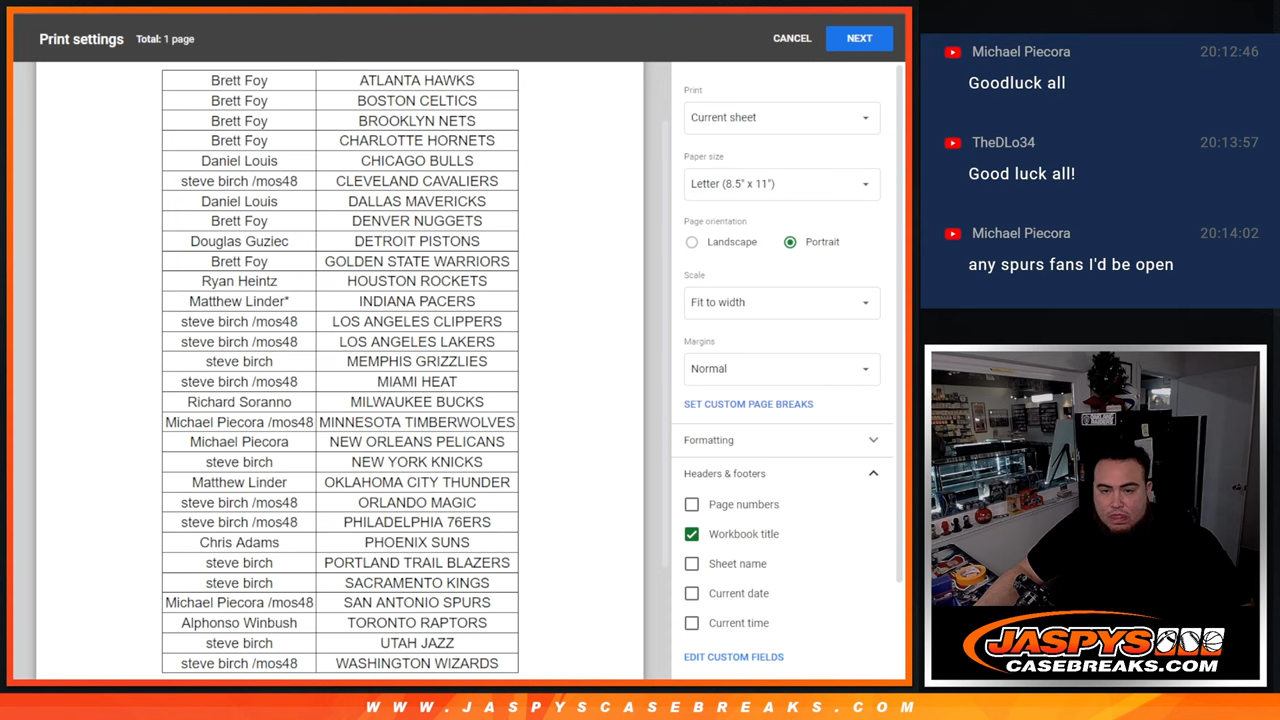 Print settings Total: 1 page CANCEL NEXT
Brett Foy ATLANTA HAWKS
Brett Foy BOSTON CELTICS
Brett Foy BROOKLYN NETS
Brett Foy CHARLOTTE HORNETS
Daniel Louis CHICAGO BULLS
steve birch /mos48 CLEVELAND CAVALIERS
Daniel Louis DALLAS MAVERICKS
Brett Foy DENVER NUGGETS
Douglas Guziec DETROIT PISTONS
Brett Foy GOLDEN STATE WARRIORS
Ryan Heintz HOUSTON ROCKETS
Matthew Linder* INDIANA PACERS
steve birch /mos48 LOS ANGELES CLIPPERS
steve birch /mos48 LOS ANGELES LAKERS
steve birch MEMPHIS GRIZZLIES
steve birch /mos48 MIAMI HEAT
Richard Soranno MILWAUKEE BUCKS
Michael Piecora /mos48 MINNESOTA TIMBERWOLVES
Michael Piecora NEW ORLEANS PELICANS
steve birch NEW YORK KNICKS
Matthew Linder OKLAHOMA CITY THUNDER
steve birch /mos48 ORLANDO MAGIC
steve birch /mos48 PHILADELPHIA 76ERS
Chris Adams PHOENIX SUNS
steve birch PORTLAND TRAIL BLAZERS
steve birch SACRAMENTO KINGS
Michael Piecora /mos48 SAN ANTONIO SPURS
Alphonso Winbush TORONTO RAPTORS
steve birch UTAH JAZZ
steve birch /mos48 WASHINGTON WIZARDS
Print
Current sheet
Paper size
Letter (8.5" x 11")
Page orientation
Landscape Portrait
Scale
Fit to width
Margins
Normal
SET CUSTOM PAGE BREAKS
Formatting
Headers & footers
Page numbers
Workbook title
Sheet name
Current date
Current time
EDIT CUSTOM FIELDS
Michael Piecora 20:12:46
Goodluck all
TheDLo34 20:13:57
Good luck all!
Michael Piecora 20:14:02
any spurs fans I'd be open
JASPYS
CASEBREAKS.COM
WWW.JASPYSCASEBREAKS.COM